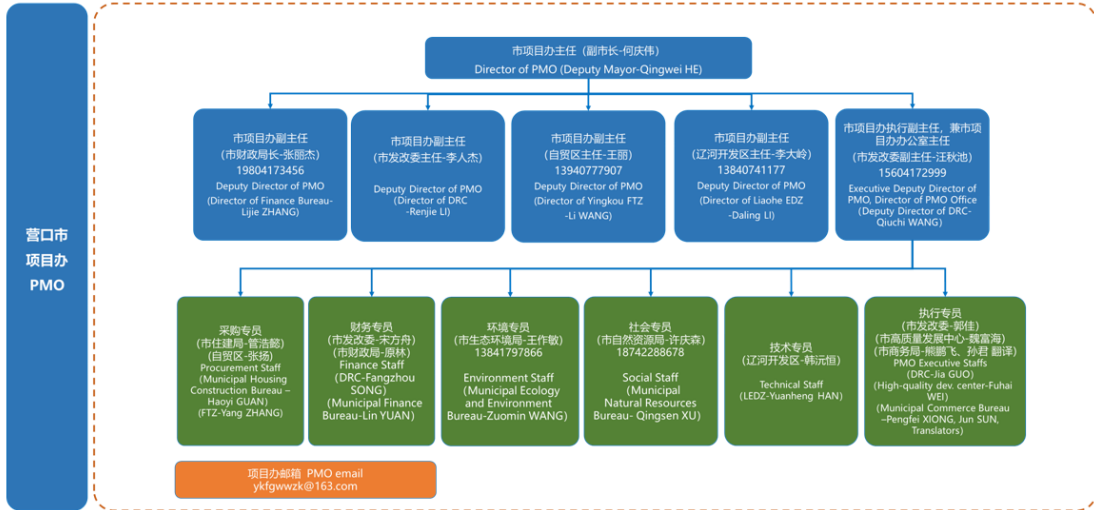 营口市
项目办
PMO
市项目办主任（副市长-何庆伟）
Director of PMO (Deputy Mayor-Qingwei HE)
市项目办副主任
(市财政局长-张丽杰)
19804173456
Deputy Director of PMO
(Director of Finance Bureau-
Lijie ZHANG)
市项目办副主任
(市发改委主任-李人杰)
Deputy Director of PMO
(Director of DRC
-Renjie LI)
市项目办副主任
(自贸区主任-王丽)
13940777907
Deputy Director of PMO
(Director of Yingkou FTZ
-Li WANG)
市项目办副主任
(辽河开发区主任-李大岭)
13840741177
Deputy Director of PMO
(Director of Liaohe EDZ
-Daling LI)
市项目办执行副主任，兼市项
目办办公室主任
(市发改委副主任-汪秋池)
15604172999
Executive Deputy Director of
PMO, Director of PMO Office
（Deputy Director of DRC-
Qiuchi WANG）
采购专员
(市住建局-管浩懿)
(自贸区-张扬)
Procurement Staff
（Municipal Housing
Construction Bureau –
Haoyi GUAN）
(FTZ-Yang ZHANG)
财务专员
(市发改委-宋方舟)
(市财政局-原林)
Finance Staff
(DRC-Fangzhou
SONG)
(Municipal Finance
Bureau-Lin YUAN)
环境专员
(市生态环境局-王作敏)
13841797866
Environment Staff
(Municipal Ecology
and Environment
Bureau-Zuomin WANG)
社会专员
(市自然资源局-许庆森)
18742288678
Social Staff
（Municipal
Natural Resources
Bureau- Qingsen XU)
技术专员
(辽河开发区-韩沅恒)
Technical Staff
(LEDZ-Yuanheng HAN)
执行专员
(市发改委-郭佳)
(市高质量发展中心-魏富海)
(市商务局-熊鹏飞、孙君 翻译)
PMO Executive Staffs
(DRC-Jia GUO)
(High-quality dev. center-Fuhai
WEI)
(Municipal Commerce Bureau
–Pengfei XIONG, Jun SUN,
Translators）
项目办邮箱 PMO email
ykfgwwzk@163.com